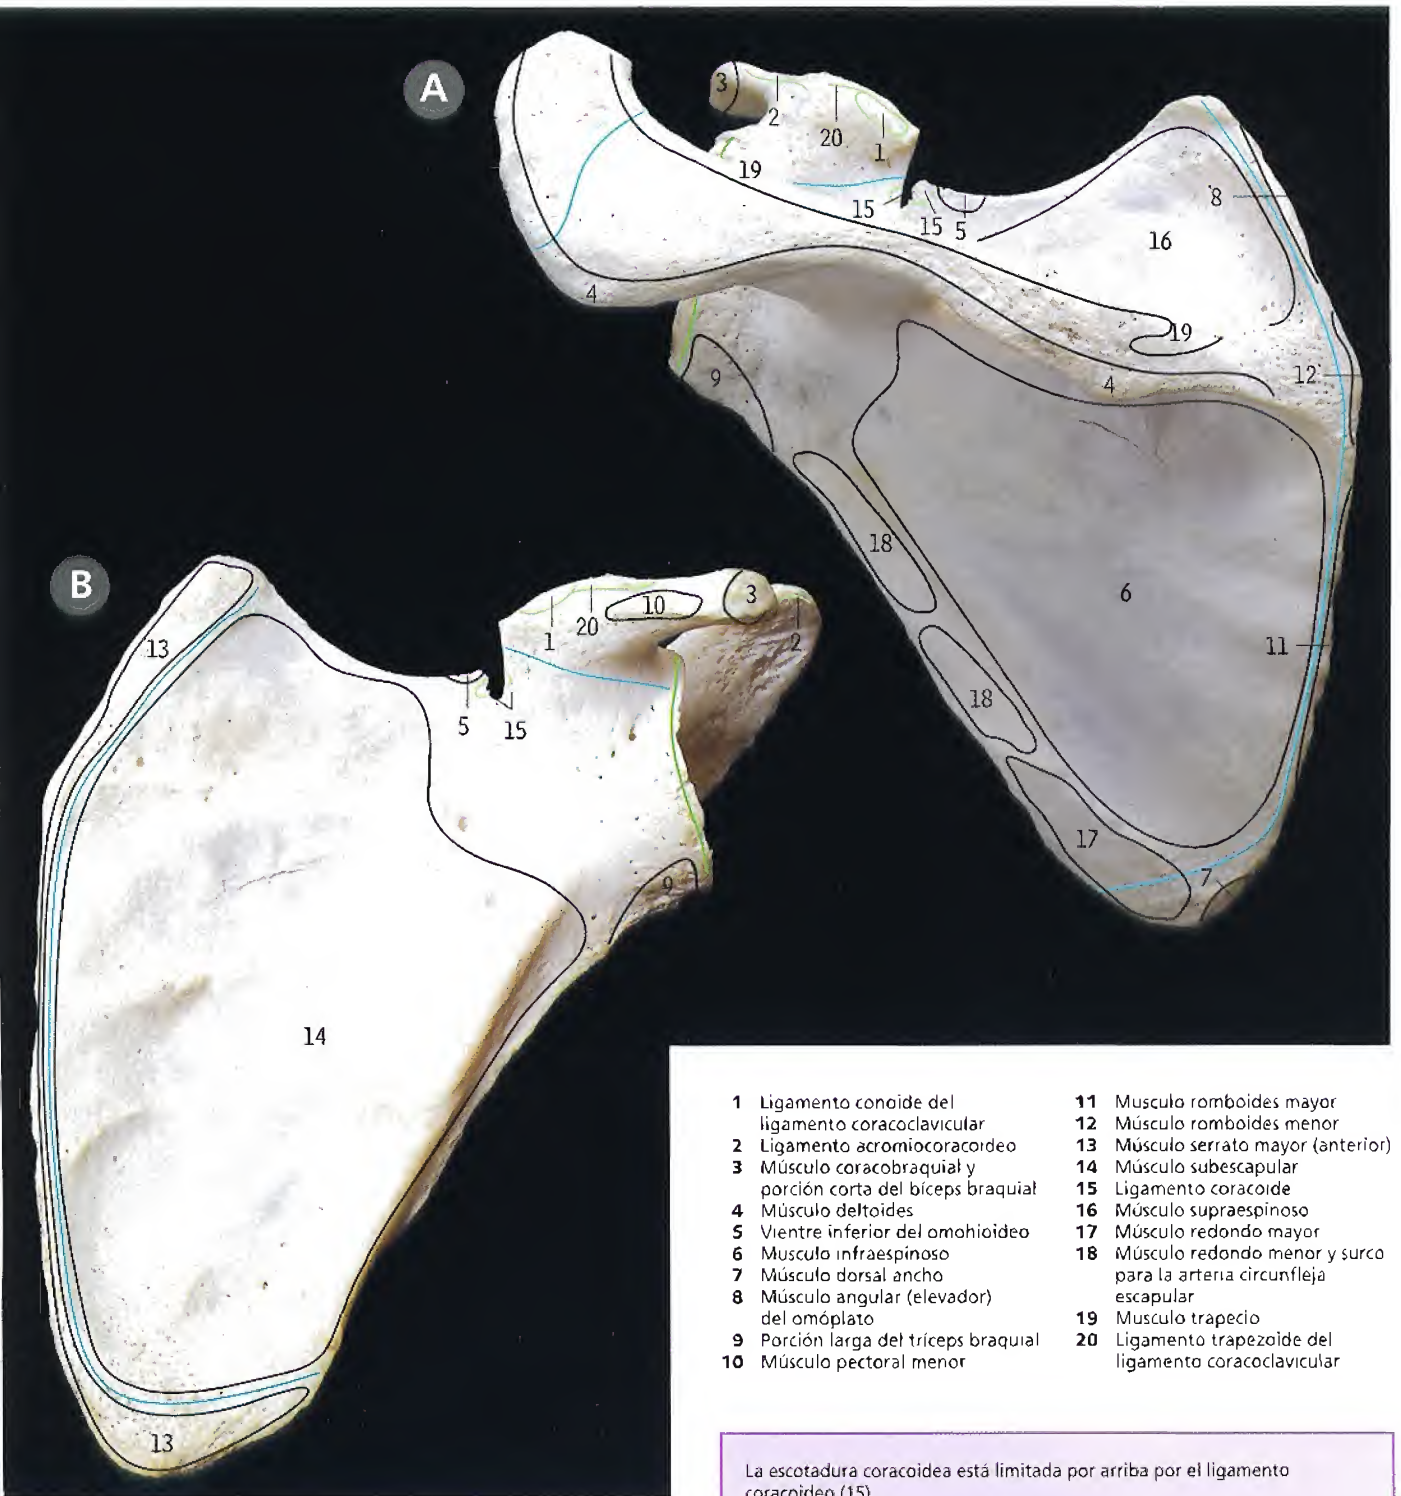 A
3
2
20
1
19
15
15
5
8
16
4
19
12
9
4
18
6
11
18
17
7
B
13
1
20
10
3
2
5
15
9
14
13
1 Ligamento conoide del
ligamento coracoclavicular
2 Ligamento acromiocoracoideo
3 Músculo coracobraquial y
porción corta del bíceps braquial
4 Músculo deltoides
5 Vientre inferior del omohioideo
6 Musculo infraespinoso
7 Músculo dorsal ancho
8 Músculo angular (elevador)
del omóplato
9 Porción larga del tríceps braquial
10 Músculo pectoral menor
11 Musculo romboides mayor
12 Músculo romboides menor
13 Músculo serrato mayor (anterior)
14 Músculo subescapular
15 Ligamento coracoide
16 Músculo supraespinoso
17 Músculo redondo mayor
18 Músculo redondo menor y surco
para la arteria circunfleja
escapular
19 Musculo trapecio
20 Ligamento trapezoide del
ligamento coracoclavicular
La escotadura coracoidea está limitada por arriba por el ligamento
coracoideo (15)